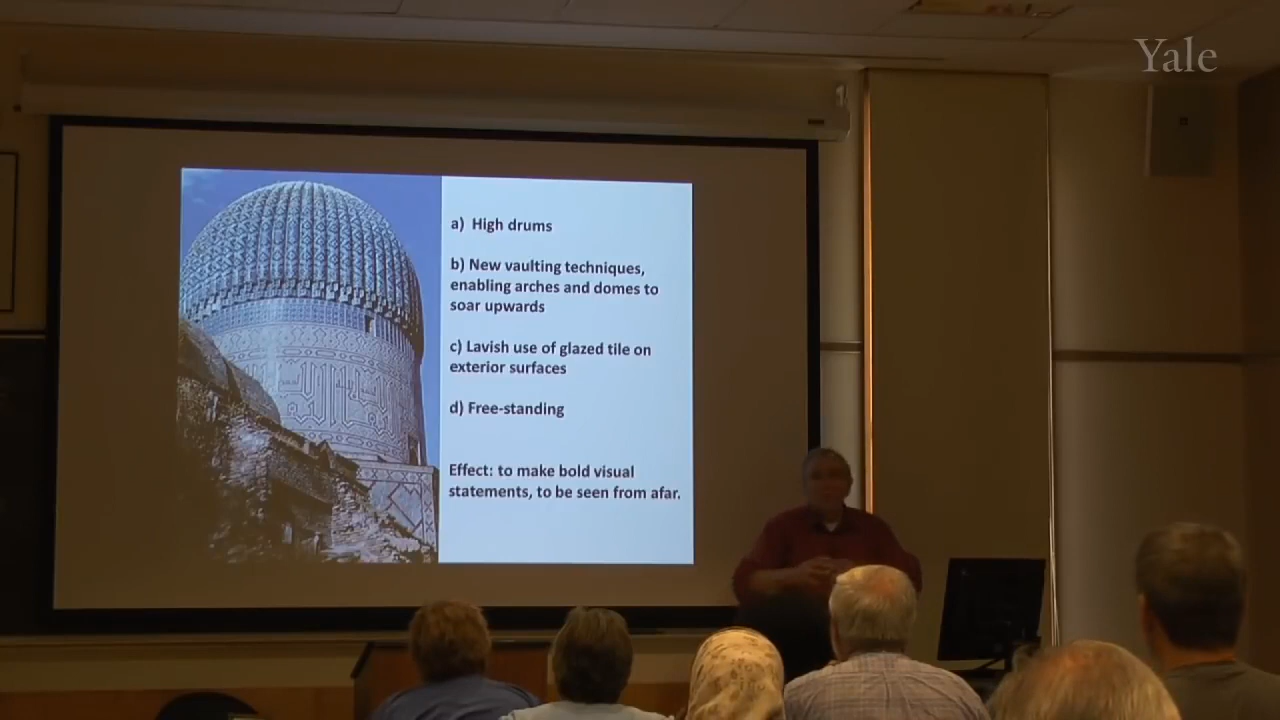 Yale
a) High drums
b) New vaulting techniques,
enabling arches and domes to
soar upwards
c) Lavish use of glazed tile on
exterior surfaces
d) Free-standing
Effect: to make bold visual
statements, to be seen from afar.